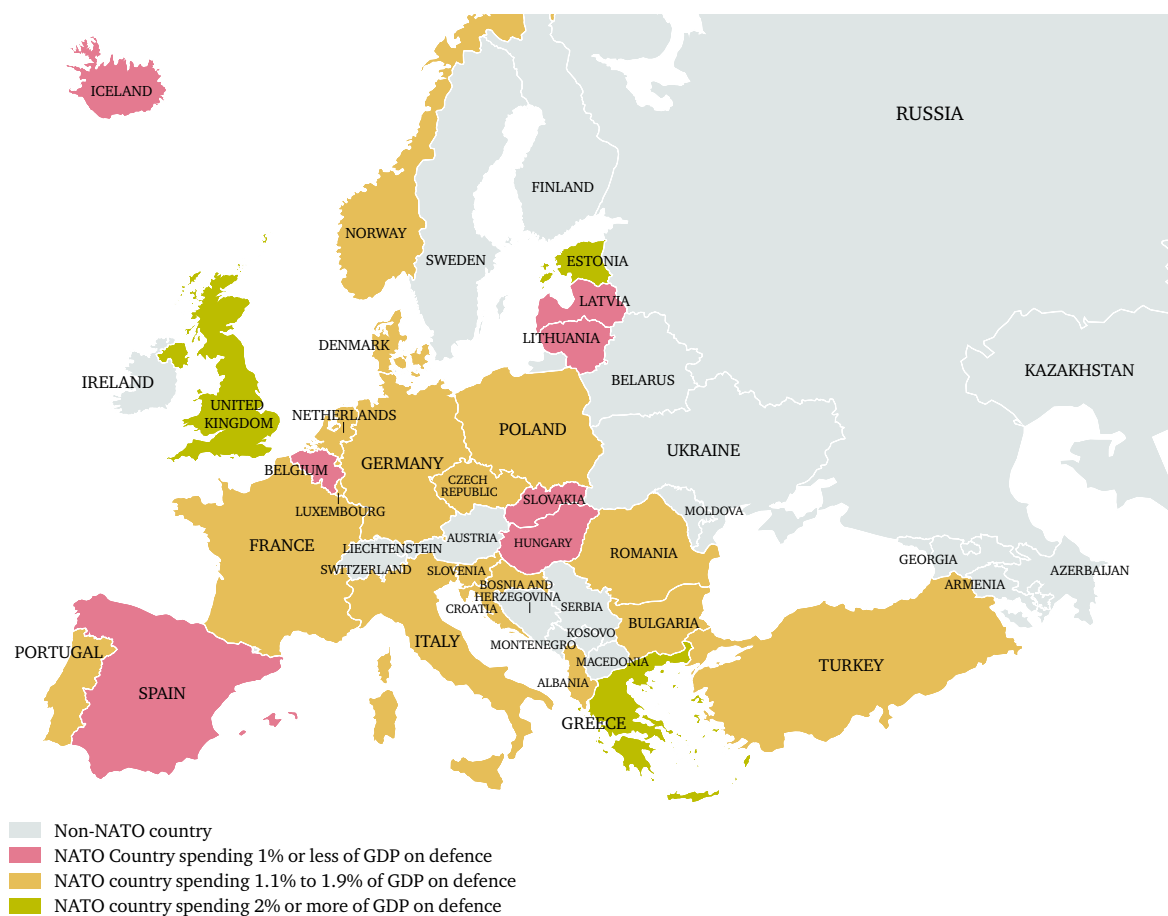 ICELAND
RUSSIA
FINLAND
NORWAY
SWEDEN
ESTONIA
LATVIA
LITHUANIA
DENMARK
IRELAND
KAZAKHSTAN
BELARUS
UNITED
KINGDOM
NETHERLANDS
POLAND
UKRAINE
GERMANY
BELGIUM
CZECH
REPUBLIC
SLOVAKIA
LUXEMBOURG
MOLDOVA
AUSTRIA
HUNGARY
FRANCE
LIECHTENSTEIN
ROMANIA
GEORGIA
SWITZERLAND
SLOVENIA
AZERBAIJAN
BOSNIA AND
HERZEGOVINA
ARMENIA
CROATIA
SERBIA
BULGARIA
KOSOVO
ITALY
MONTENEGRO
PORTUGAL
MACEDONIA
TURKEY
ALBANIA
SPAIN
GREECE
Non-NATO country
NATO Country spending 1% or less of GDP on defence
NATO country spending 1.1% to 1.9% of GDP on defence
NATO country spending 2% or more of GDP on defence